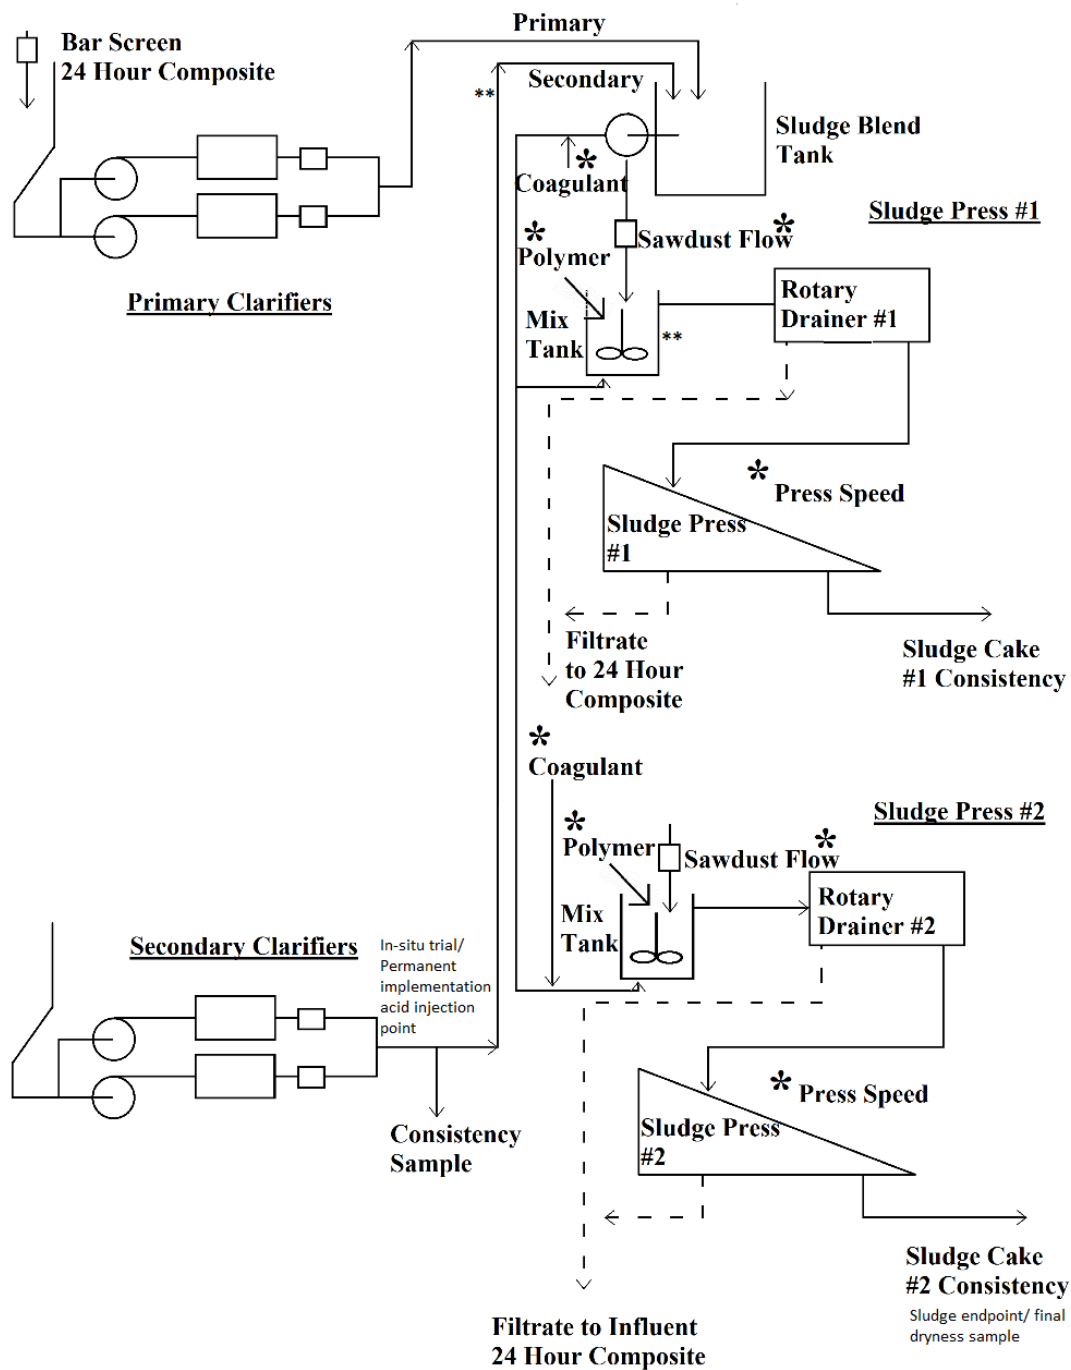 Primary
Bar Screen
24 Hour Composite
Secondary
**
Sludge Blend
Tank
*
Coagulant
Sludge Press #1
*
Sawdust Flow
*
Polymer
Rotary
Drainer #1
Primary Clarifiers
Mix
Tank
**
*
Press Speed
Sludge Press
#1
Filtrate
to 24 Hour
Composite
Sludge Cake
#1 Consistency
*
Coagulant
Sludge Press #2
*
Polymer
*
Sawdust Flow
Rotary
Drainer #2
Mix
Tank
Secondary Clarifiers
In-situ trial/
Permanent
implementation
acid injection
point
*
Press Speed
Consistency
Sample
Sludge Press
#2
Sludge Cake
#2 Consistency
Sludge endpoint/ final
dryness sample
Filtrate to Influent
24 Hour Composite